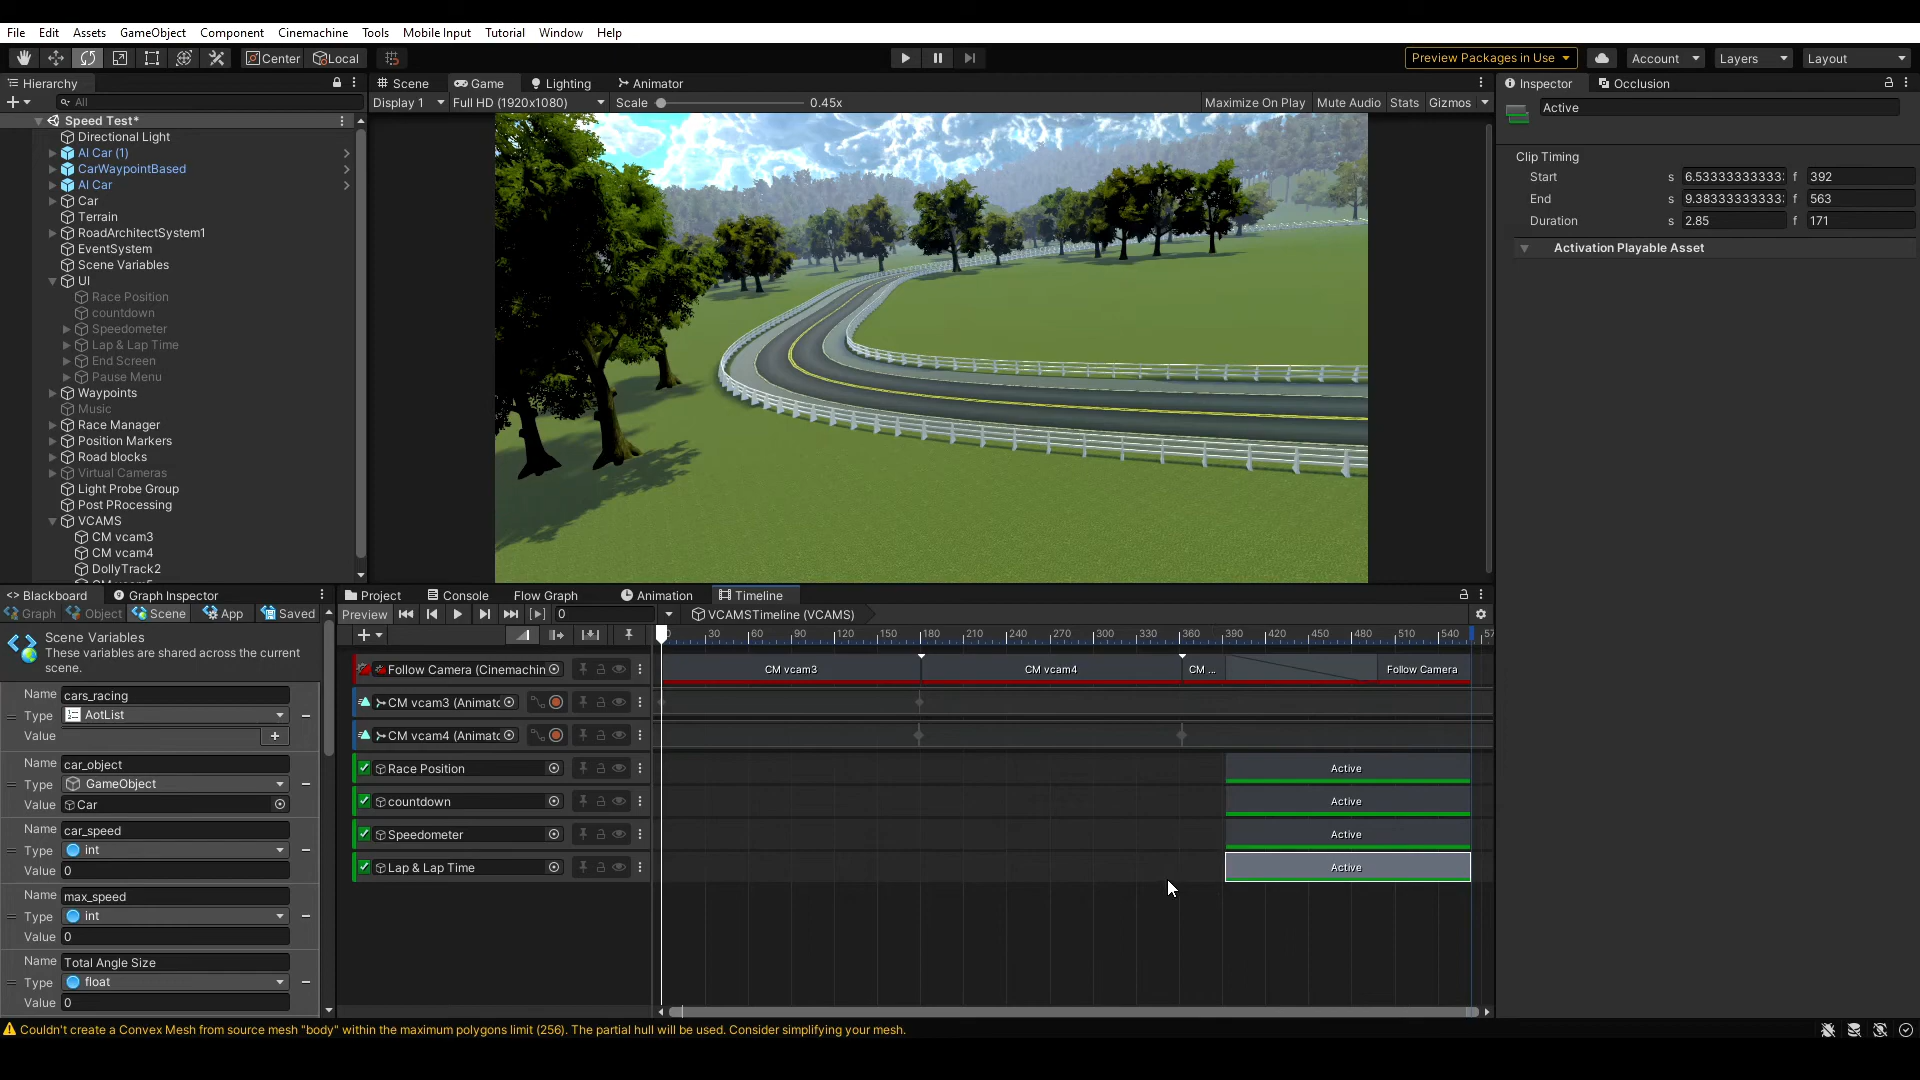 File Edit Assets GameObject Component Cinemachine Tools Mobile Input Tutorial Window Help
Center Local Preview Packages in Use Account Layers Layout
Hierarchy Scene Game Lighting Animator Inspector Occlusion
All Display 1 Full HD (1920x1080) Scale 0.45x Maximize On Play Mute Audio Stats Gizmos Active
Speed Test*
Directional Light
AI Car (1)
CarWaypointBased
AI Car
Car
Terrain
RoadArchitectSystem1
EventSystem
Scene Variables
UI
Race Position
countdown
Speedometer
Lap & Lap Time
End Screen
Pause Menu
Waypoints
Music
Race Manager
Position Markers
Road blocks
Virtual Cameras
Light Probe Group
Post PRocessing
VCAMS
CM vcam3
CM vcam4
DollyTrack2
Clip Timing
Start s 6.53333333333: f 392
End s 9.38333333333: f 563
Duration s 2.85 f 171
Activation Playable Asset
Blackboard Graph Inspector
Graph Object Scene App Saved
Scene Variables
These variables are shared across the current
scene.
Name cars_racing
Type AotList
Value
Name car_object
Type GameObject
Value Car
Name car_speed
Type int
Value 0
Name max_speed
Type int
Value 0
Name Total Angle Size
Type float
Value 0
Project Console Flow Graph Animation Timeline
Preview 0 VCAMSTimeline (VCAMS)
30 60 90 120 150 180 210 240 270 300 330 360 390 420 450 480 510 540 57
Follow Camera (Cinemachin CM vcam3 CM vcam4 CM ... Follow Camera
CM vcam3 (Animato
CM vcam4 (Animato
Race Position Active
countdown Active
Speedometer Active
Lap & Lap Time Active
Couldn't create a Convex Mesh from source mesh "body" within the maximum polygons limit (256). The partial hull will be used. Consider simplifying your mesh.